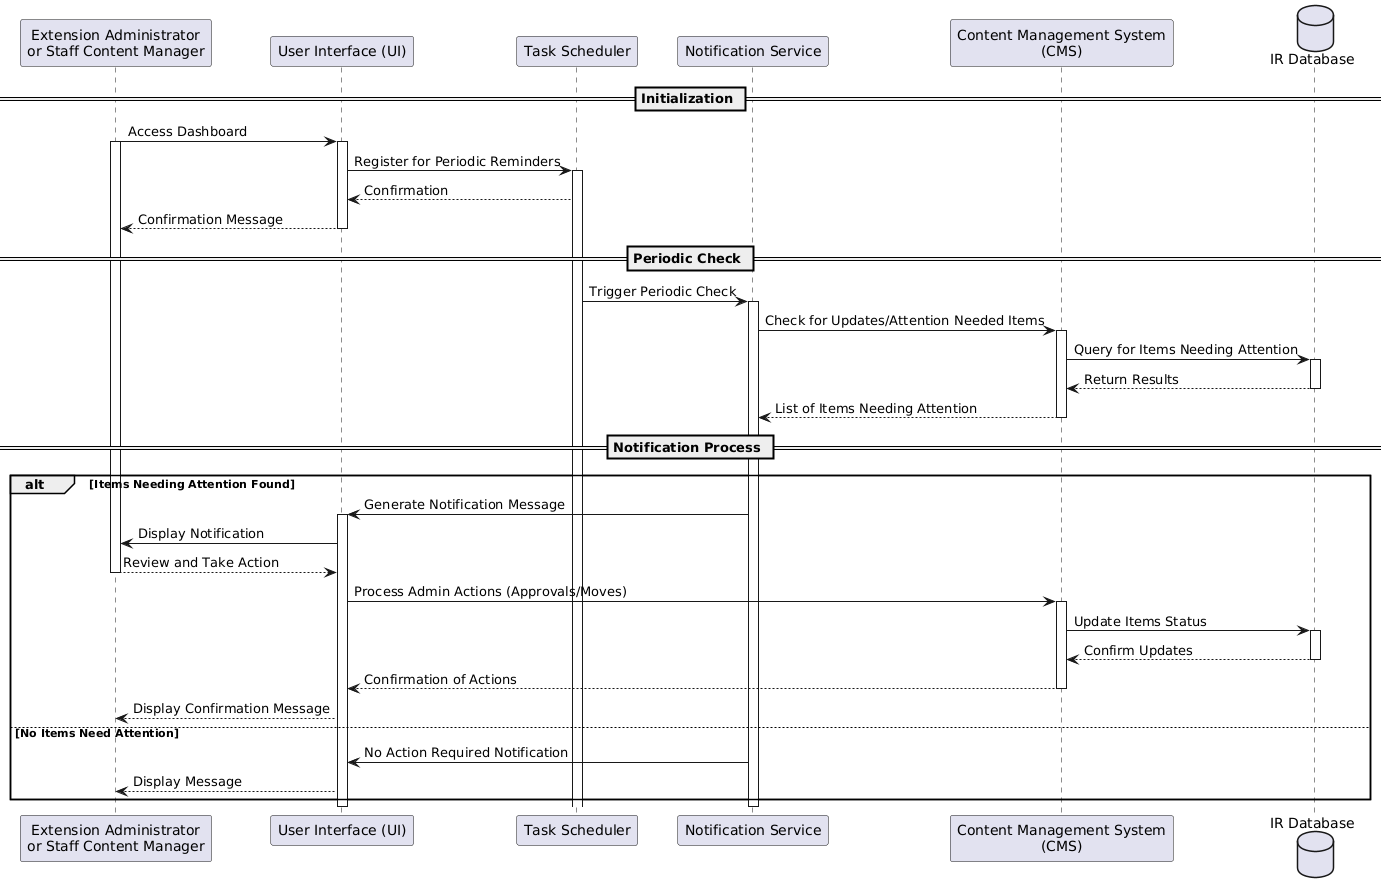 Extension Administrator
or Staff Content Manager
User Interface (UI)
Task Scheduler
Notification Service
Content Management System
(CMS)
IR Database
Initialization
Access Dashboard
Register for Periodic Reminders
Confirmation
Confirmation Message
Periodic Check
Trigger Periodic Check
Check for Updates/Attention Needed Items
Query for Items Needing Attention
Return Results
List of Items Needing Attention
Notification Process
alt
[Items Needing Attention Found]
Generate Notification Message
Display Notification
Review and Take Action
Process Admin Actions (Approvals/Moves)
Update Items Status
Confirm Updates
Confirmation of Actions
Display Confirmation Message
[No Items Need Attention]
No Action Required Notification
Display Message
Extension Administrator
or Staff Content Manager
User Interface (UI)
Task Scheduler
Notification Service
Content Management System
(CMS)
IR Database